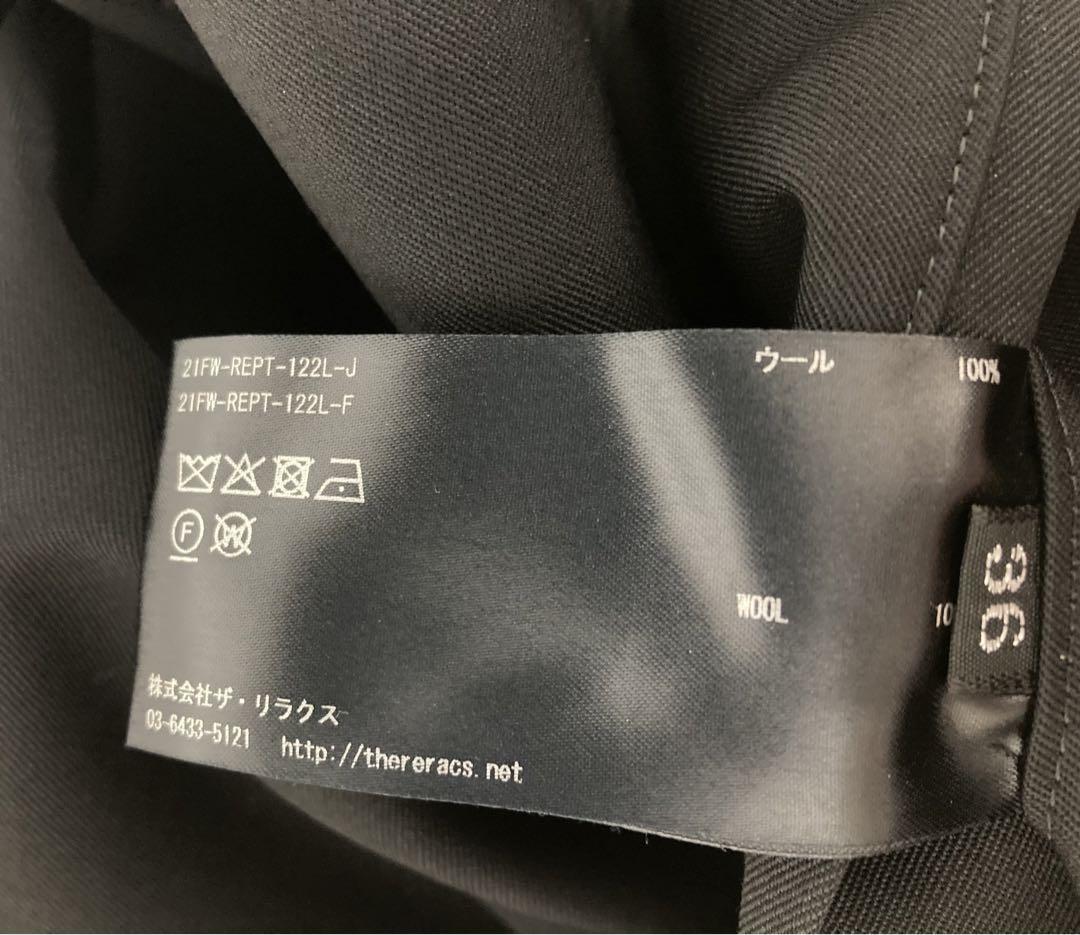 21FW-REPT-122L-J
21FW-REPT-122L-F
ウール 100%
F W
WOOL 10
36
株式会社ザ・リラクス
03-6433-5121 http://thereracs.net